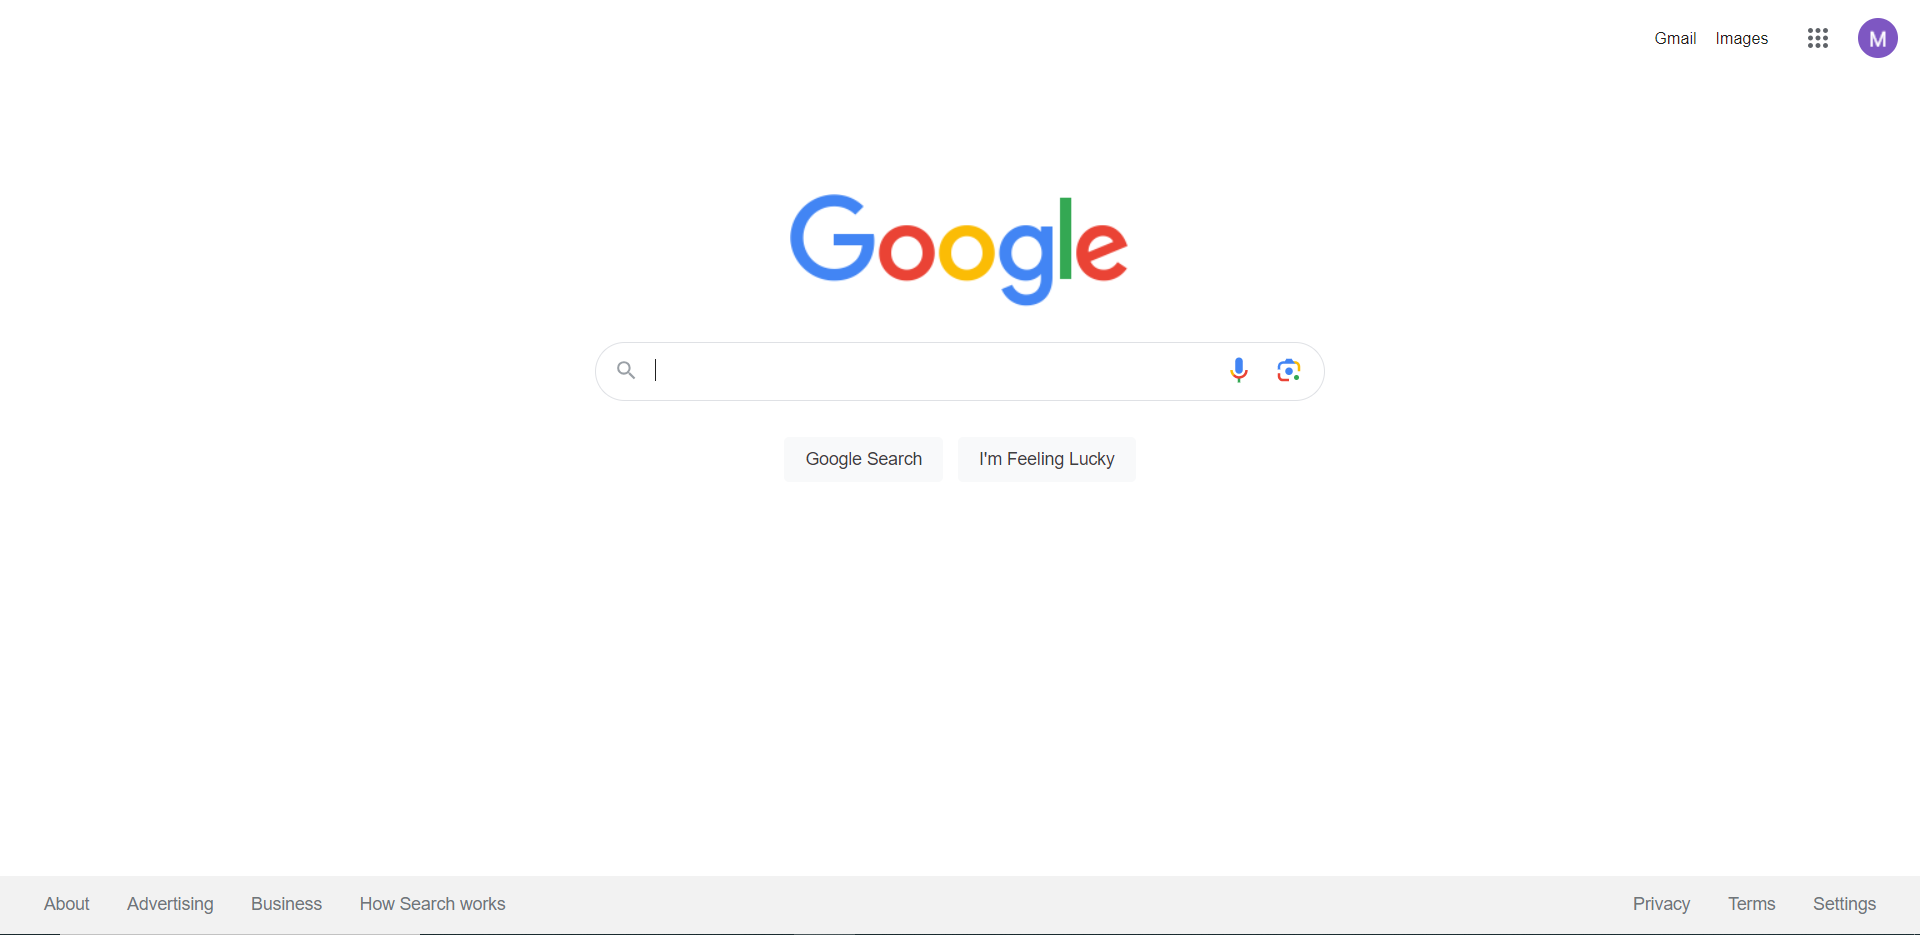 Gmail Images M
Google
Google Search I'm Feeling Lucky
About Advertising Business How Search works Privacy Terms Settings